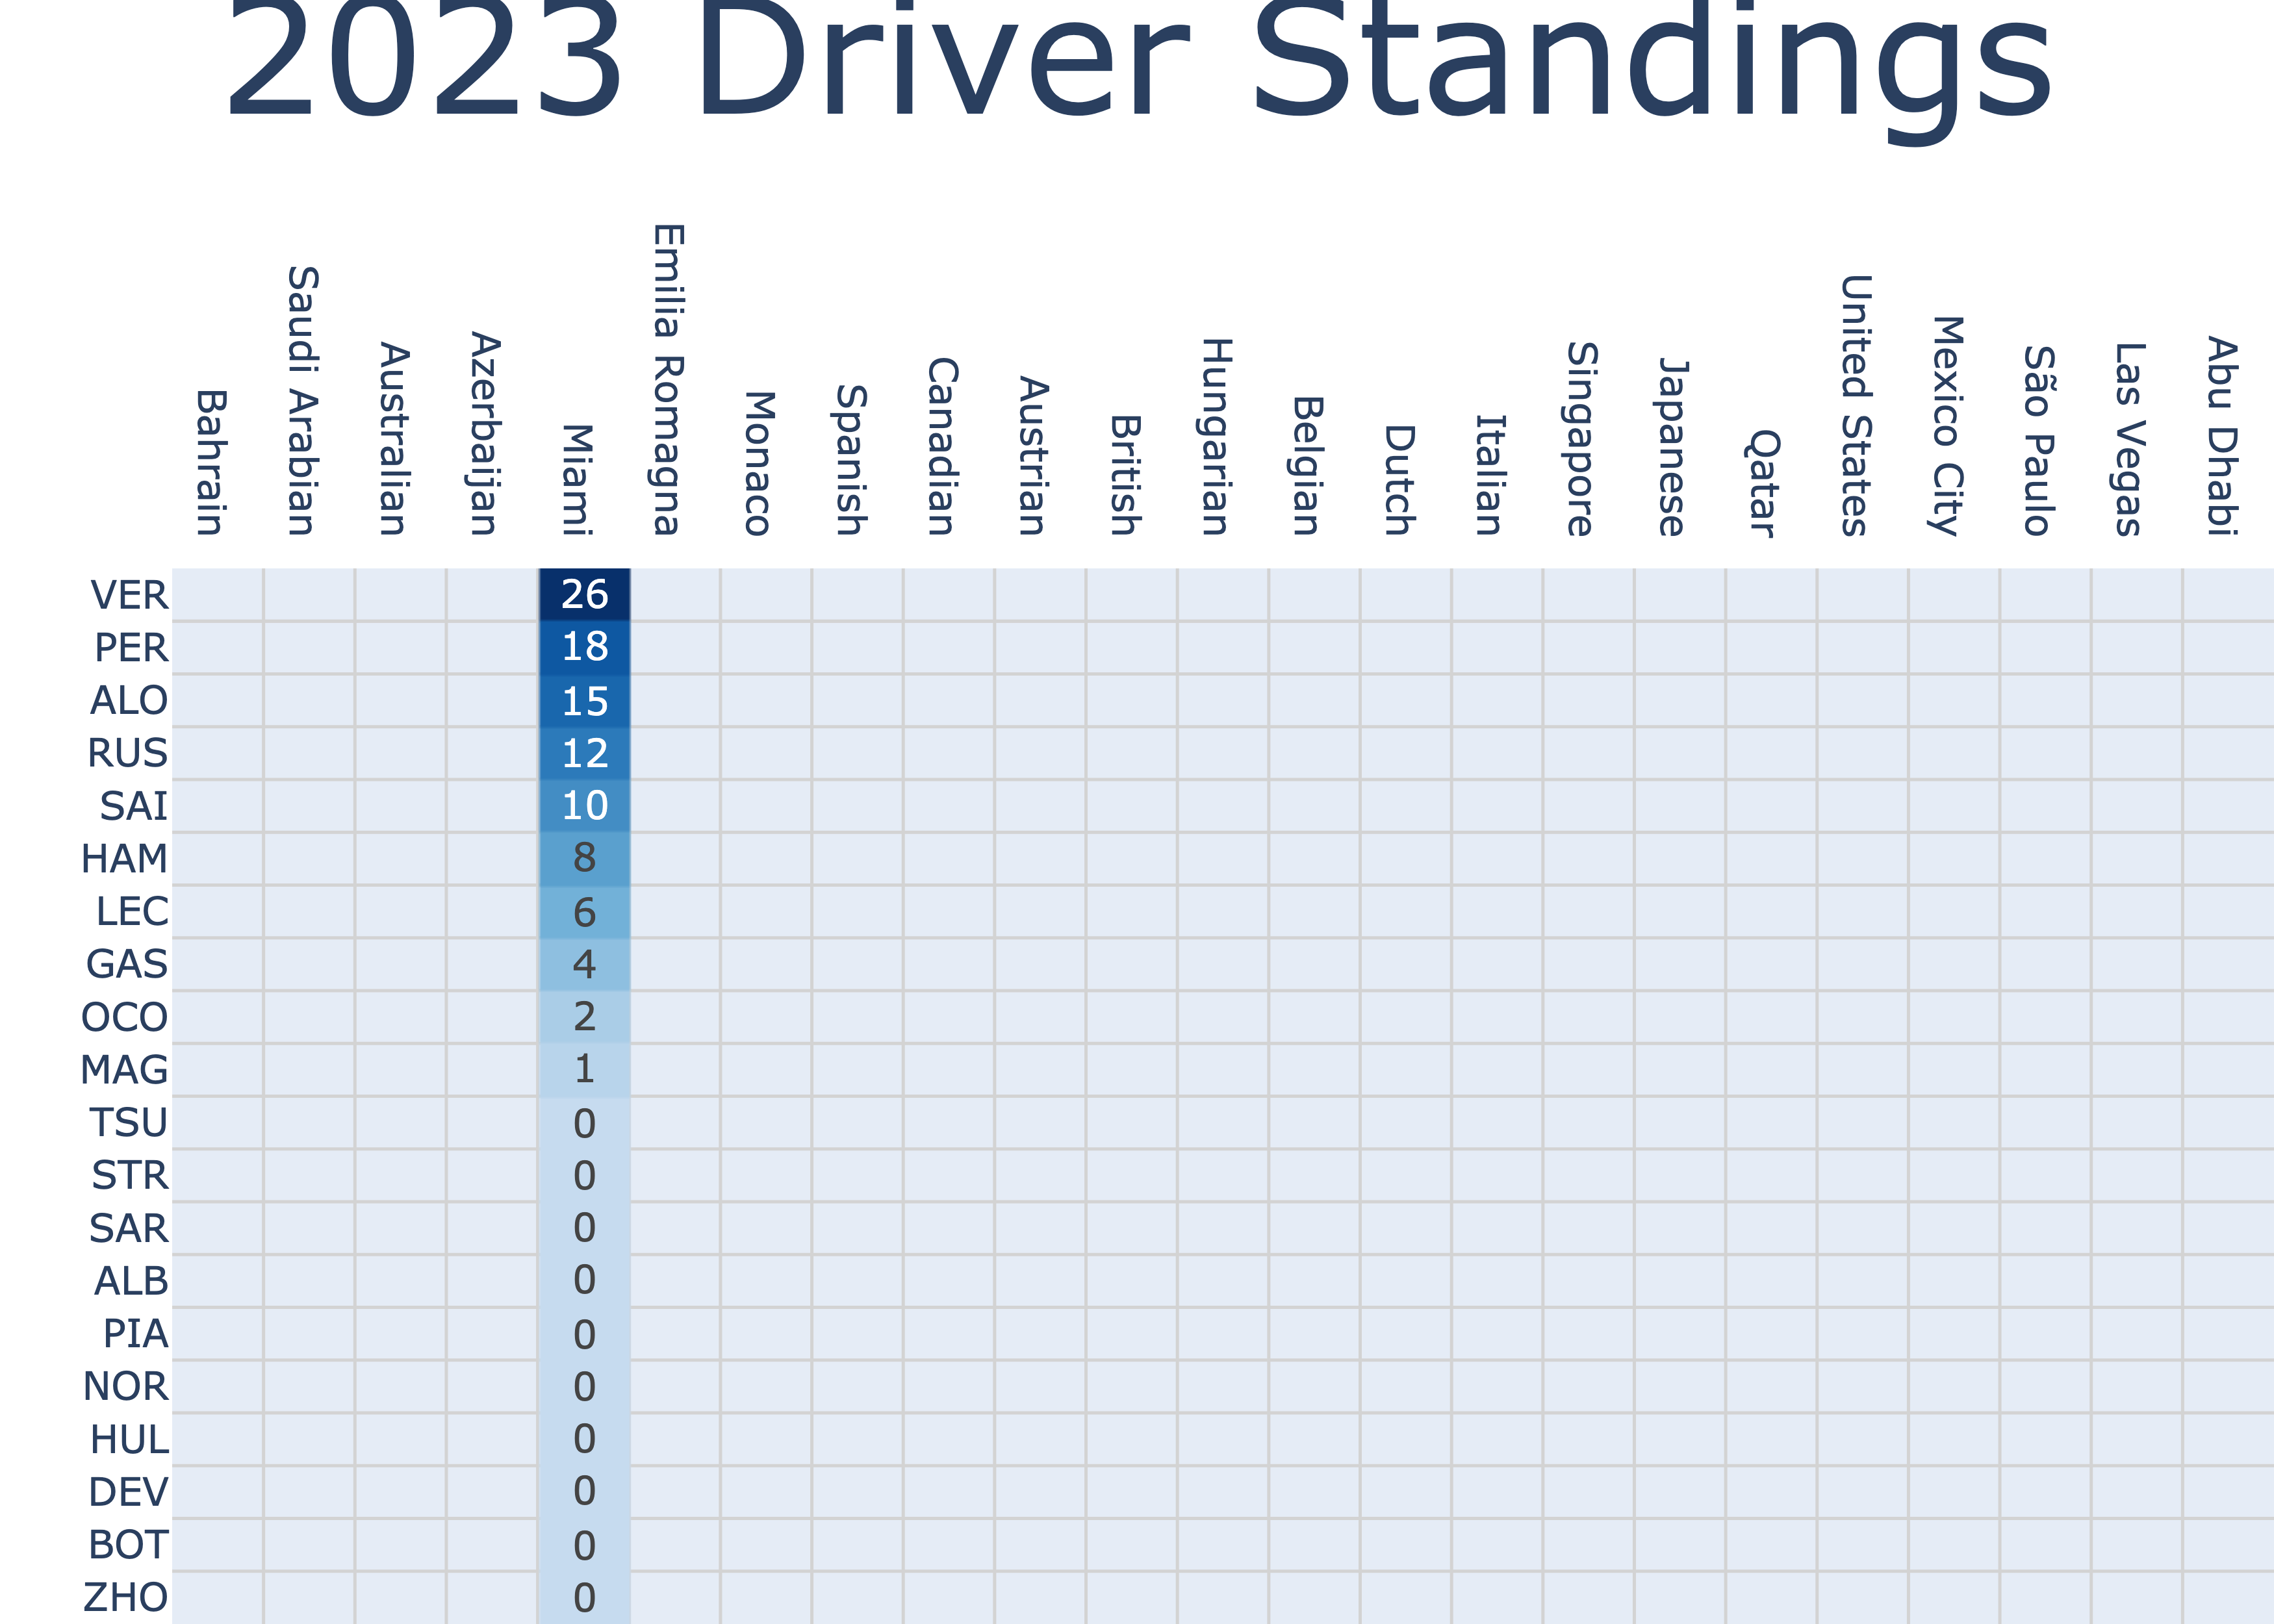 2023 Driver Standings
Bahrain
Saudi Arabian
Australian
Azerbaijan
Miami
Emilia Romagna
Monaco
Spanish
Canadian
Austrian
British
Hungarian
Belgian
Dutch
Italian
Singapore
Japanese
Qatar
United States
Mexico City
São Paulo
Las Vegas
Abu Dhabi
VER 26
PER 18
ALO 15
RUS 12
SAI 10
HAM 8
LEC 6
GAS 4
OCO 2
MAG 1
TSU 0
STR 0
SAR 0
ALB 0
PIA 0
NOR 0
HUL 0
DEV 0
BOT 0
ZHO 0